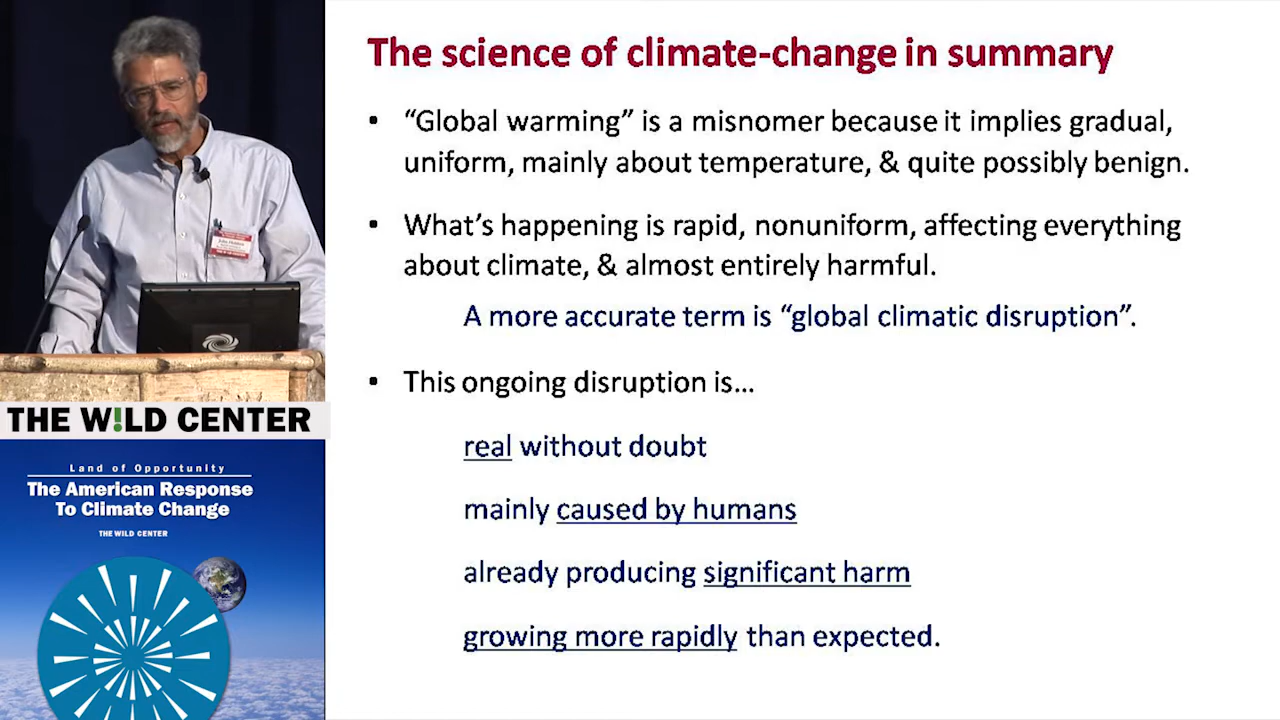 The science of climate-change in summary
• “Global warming” is a misnomer because it implies gradual,
uniform, mainly about temperature, & quite possibly benign.
• What’s happening is rapid, nonuniform, affecting everything
about climate, & almost entirely harmful.
A more accurate term is “global climatic disruption”.
• This ongoing disruption is…
real without doubt
mainly caused by humans
already producing significant harm
growing more rapidly than expected.
THE W!LD CENTER
Land of Opportunity
The American Response
To Climate Change
THE WILD CENTER